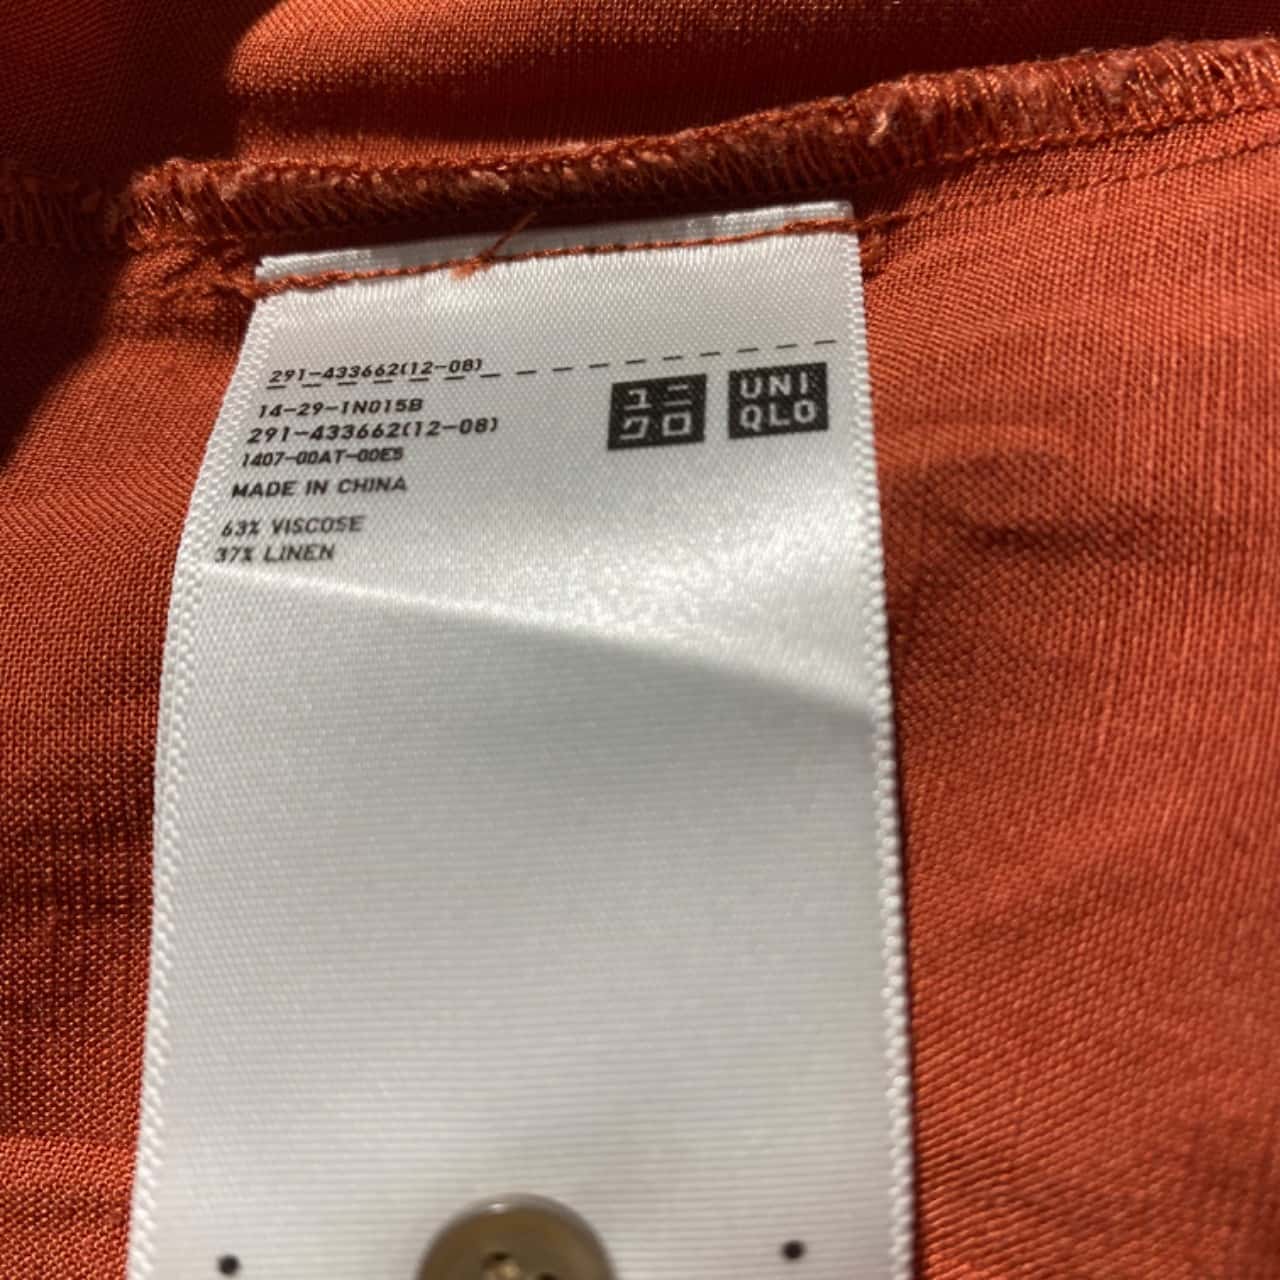 291-433662(12-08)
14-29-1N015B
291-433662(12-08)
1407-00AT-00E5
MADE IN CHINA
63% VISCOSE
37% LINEN
ユニ
クロ
UNI
QLO